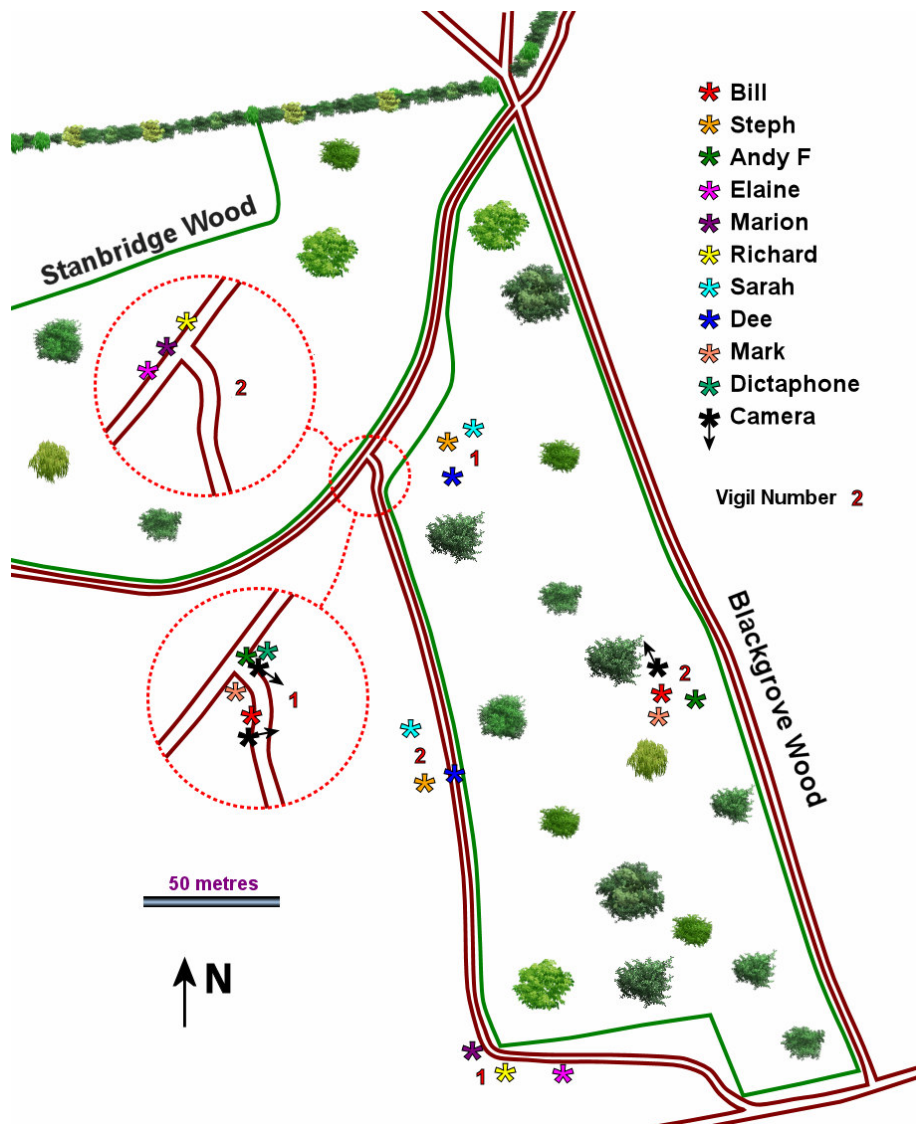 Bill
Steph
Andy F
Elaine
Marion
Richard
Sarah
Dee
Mark
Dictaphone
Camera
Vigil Number 2
Stanbridge Wood
2
1
1
2
2
Blackgrove Wood
50 metres
N
1